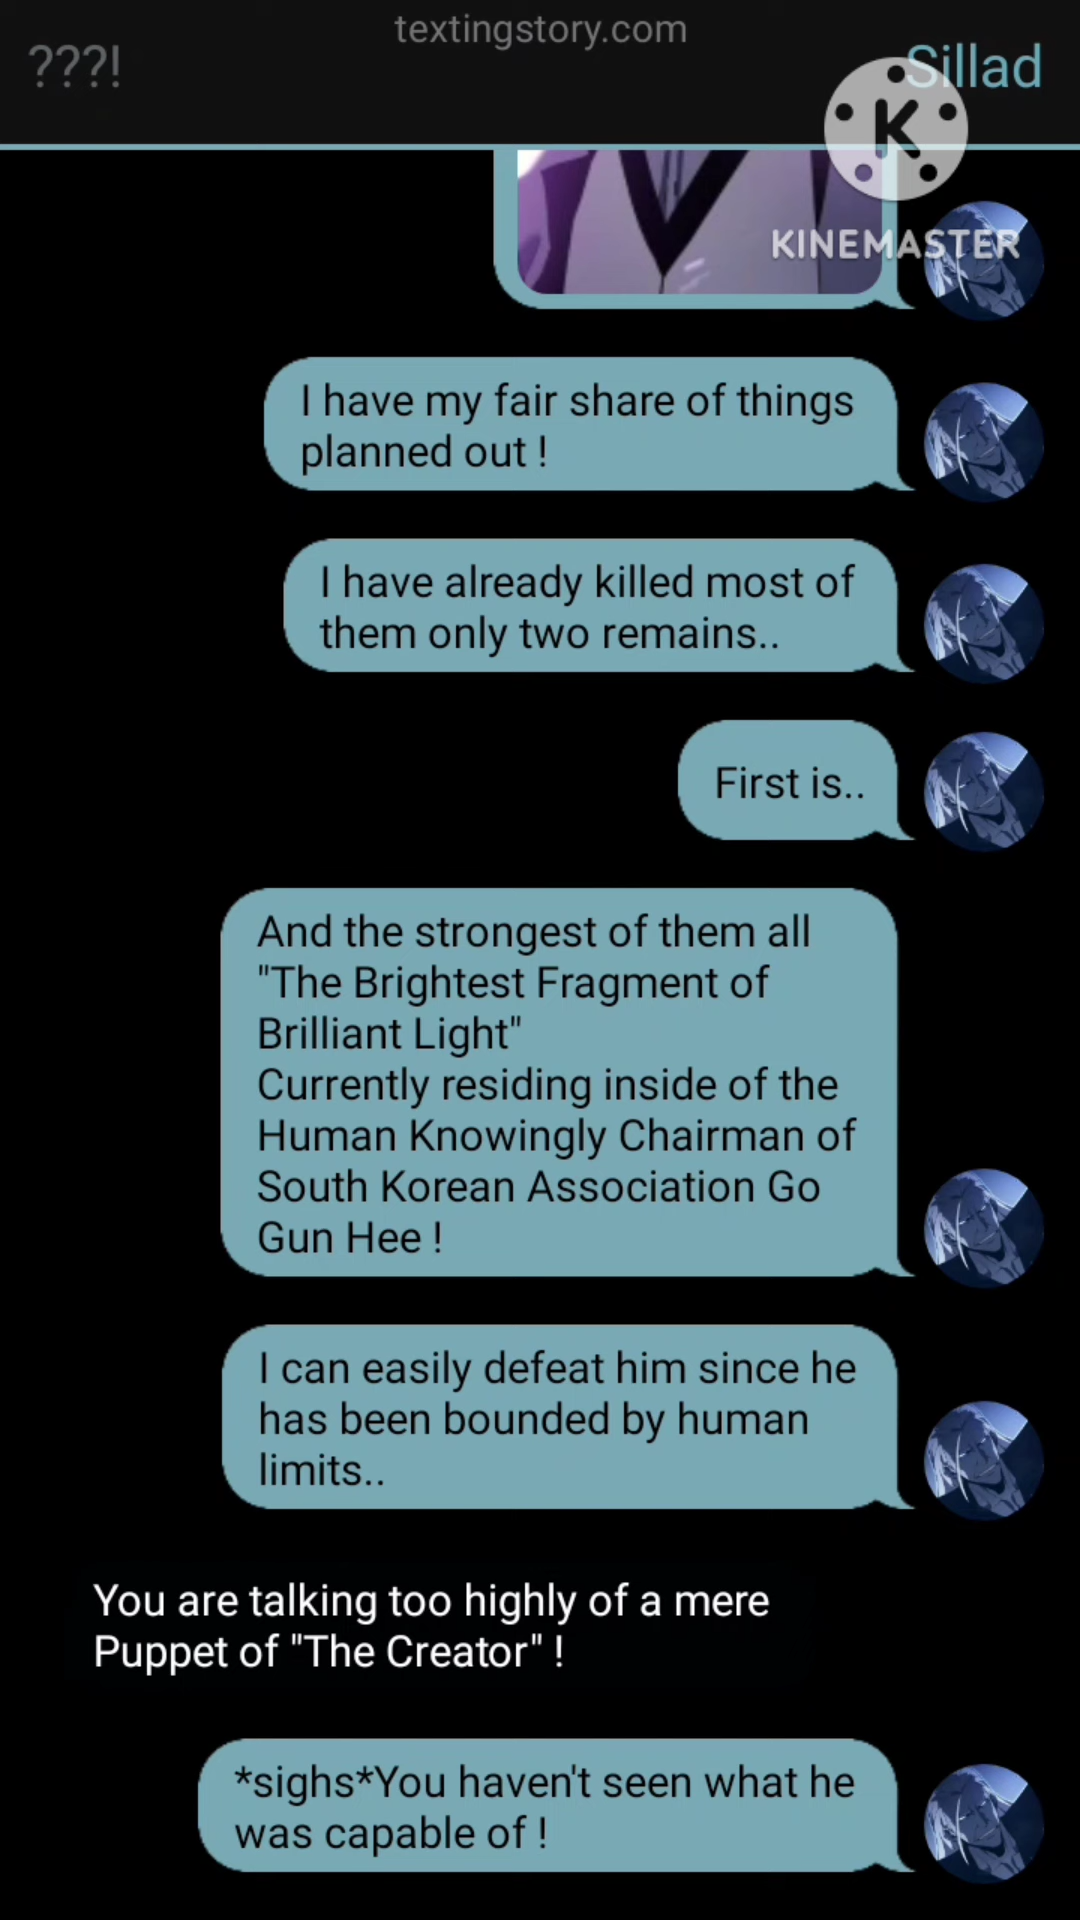 textingstory.com
???!
Sillad
K
KINEMASTER
I have my fair share of things
planned out !
I have already killed most of
them only two remains..
First is..
And the strongest of them all
"The Brightest Fragment of
Brilliant Light"
Currently residing inside of the
Human Knowingly Chairman of
South Korean Association Go
Gun Hee !
I can easily defeat him since he
has been bounded by human
limits..
You are talking too highly of a mere
Puppet of "The Creator" !
*sighs*You haven't seen what he
was capable of !